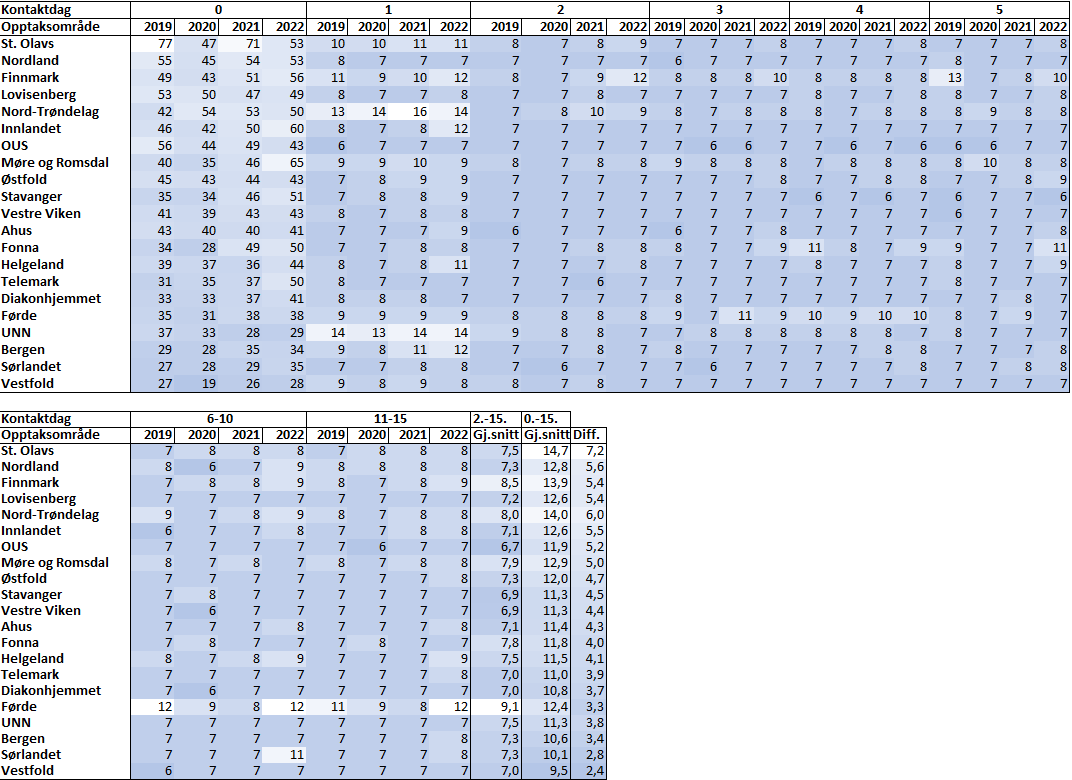 Kontaktdag 0 1 2 3 4 5
Opptaksområde 2019 2020 2021 2022 2019 2020 2021 2022 2019 2020 2021 2022 2019 2020 2021 2022 2019 2020 2021 2022 2019 2020 2021 2022
St. Olavs 77 47 71 53 10 10 11 11 8 7 8 9 7 7 7 8 7 7 7 8 7 7 7 8
Nordland 55 45 54 53 8 7 7 7 7 7 7 7 6 7 7 7 7 7 7 7 8 7 7 7
Finnmark 49 43 51 56 11 9 10 12 8 7 9 12 8 8 8 10 8 8 8 8 13 7 8 10
Lovisenberg 53 50 47 49 8 7 7 8 7 7 7 7 7 7 7 7 8 7 7 8 8 7 7 8
Nord-Trøndelag 42 54 53 50 13 14 16 14 7 8 10 9 8 7 8 8 7 8 8 8 8 9 8 8
Innlandet 46 42 50 60 8 7 8 12 7 7 7 7 7 7 7 7 7 7 7 7 7 7 7 7
OUS 56 44 49 43 6 7 7 7 7 7 7 7 7 6 6 7 7 6 7 6 6 6 7 7
Møre og Romsdal 40 35 46 65 9 9 10 9 8 7 8 8 9 8 8 8 7 8 8 8 8 10 8 8
Østfold 45 43 44 43 7 8 9 9 7 7 7 7 7 7 7 8 7 7 8 8 7 7 8 9
Stavanger 35 34 46 51 7 8 8 9 7 7 7 7 7 7 7 7 6 7 6 7 6 7 7 6
Vestre Viken 41 39 43 43 8 7 8 8 7 7 7 7 7 7 7 7 7 7 7 7 6 7 7 7
Ahus 43 40 40 41 7 7 7 9 6 7 7 7 6 7 7 8 7 7 7 7 7 7 7 8
Fonna 34 28 49 50 7 7 8 8 7 7 8 8 8 7 7 9 11 8 7 9 9 7 7 11
Helgeland 39 37 36 44 8 7 8 11 7 7 7 8 7 7 7 7 8 7 7 7 8 7 7 9
Telemark 31 35 37 50 8 7 7 7 7 7 6 7 7 7 7 7 7 7 7 7 8 7 7 7
Diakonhjemmet 33 33 37 41 8 8 8 7 7 7 7 7 8 7 7 7 7 7 7 7 7 7 8 7
Førde 35 31 38 38 9 9 9 9 8 8 8 8 9 7 11 9 10 9 10 10 8 7 9 7
UNN 37 33 28 29 14 13 14 14 9 8 8 7 7 8 8 8 8 8 8 7 8 7 7 7
Bergen 29 28 35 34 9 8 11 12 7 7 8 7 8 7 7 7 7 7 8 8 7 7 7 8
Sørlandet 27 28 29 35 7 7 8 8 7 6 7 7 7 6 7 7 7 7 7 8 7 7 8 8
Vestfold 27 19 26 28 9 8 9 8 8 7 8 7 7 7 7 7 7 7 7 7 7 7 7 7
Kontaktdag 6-10 11-15 2.-15. 0.-15.
Opptaksområde 2019 2020 2021 2022 2019 2020 2021 2022 Gj.snitt Gj.snitt Diff.
St. Olavs 7 8 8 8 7 8 8 8 7,5 14,7 7,2
Nordland 8 6 7 9 8 8 8 8 7,3 12,8 5,6
Finnmark 7 8 8 9 8 7 8 9 8,5 13,9 5,4
Lovisenberg 7 7 7 7 7 7 7 7 7,2 12,6 5,4
Nord-Trøndelag 9 7 8 9 8 7 8 8 8,0 14,0 6,0
Innlandet 6 7 7 8 7 7 8 8 7,1 12,6 5,5
OUS 7 7 7 7 7 6 7 7 6,7 11,9 5,2
Møre og Romsdal 8 7 8 7 8 7 8 8 7,9 12,9 5,0
Østfold 7 7 7 7 7 7 7 8 7,3 12,0 4,7
Stavanger 7 8 7 7 7 7 7 7 6,9 11,3 4,5
Vestre Viken 7 6 7 7 7 7 7 7 6,9 11,3 4,4
Ahus 7 7 7 8 7 7 7 8 7,1 11,4 4,3
Fonna 7 8 7 7 7 8 7 7 7,8 11,8 4,0
Helgeland 8 7 8 9 7 7 7 9 7,5 11,5 4,1
Telemark 7 7 7 7 7 7 7 8 7,0 11,0 3,9
Diakonhjemmet 7 6 7 7 7 7 7 7 7,0 10,8 3,7
Førde 12 9 8 12 11 9 8 12 9,1 12,4 3,3
UNN 7 7 7 7 7 7 7 7 7,5 11,3 3,8
Bergen 7 7 7 7 7 7 7 8 7,3 10,6 3,4
Sørlandet 7 7 7 11 7 7 7 8 7,3 10,1 2,8
Vestfold 6 7 7 7 7 7 7 7 7,0 9,5 2,4